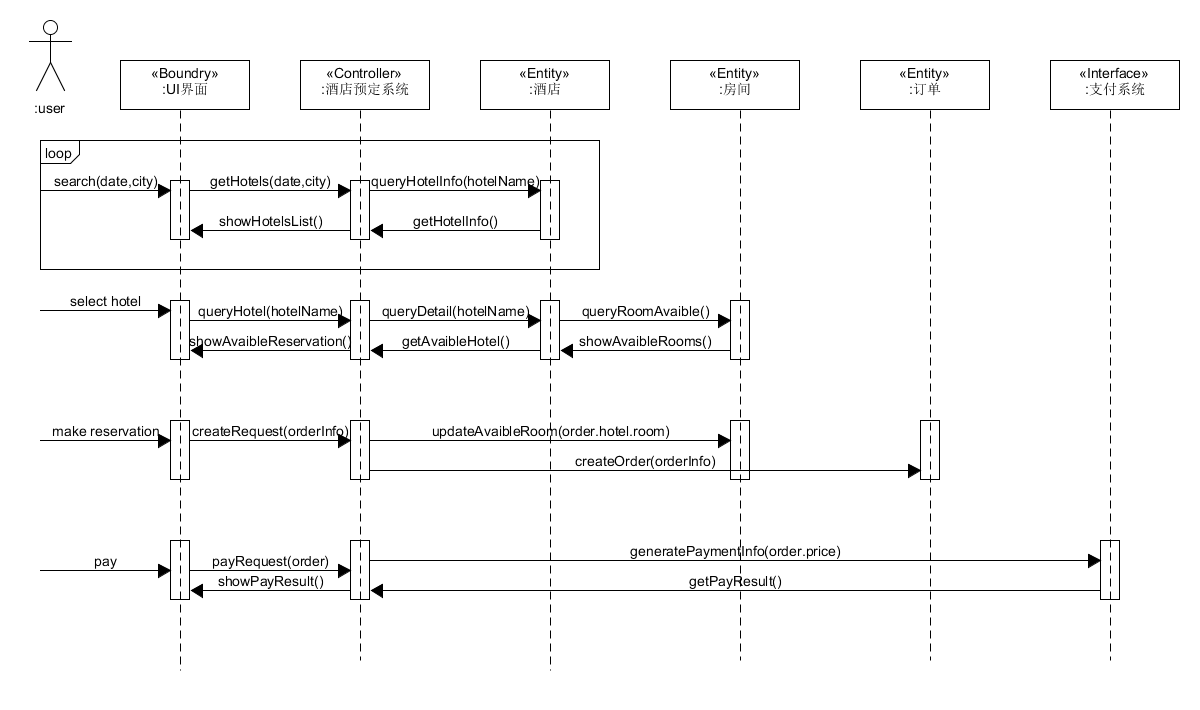 «Boundry»
:UI界面
«Controller»
:酒店预定系统
«Entity»
:酒店
«Entity»
:房间
«Entity»
:订单
«Interface»
:支付系统
:user
loop
search(date,city)
getHotels(date,city)
queryHotelInfo(hotelName)
showHotelsList()
getHotelInfo()
select hotel
queryHotel(hotelName)
queryDetail(hotelName)
queryRoomAvaible()
showAvaibleReservation()
getAvaibleHotel()
showAvaibleRooms()
make reservation
createRequest(orderInfo)
updateAvaibleRoom(order.hotel.room)
createOrder(orderInfo)
pay
payRequest(order)
generatePaymentInfo(order.price)
showPayResult()
getPayResult()